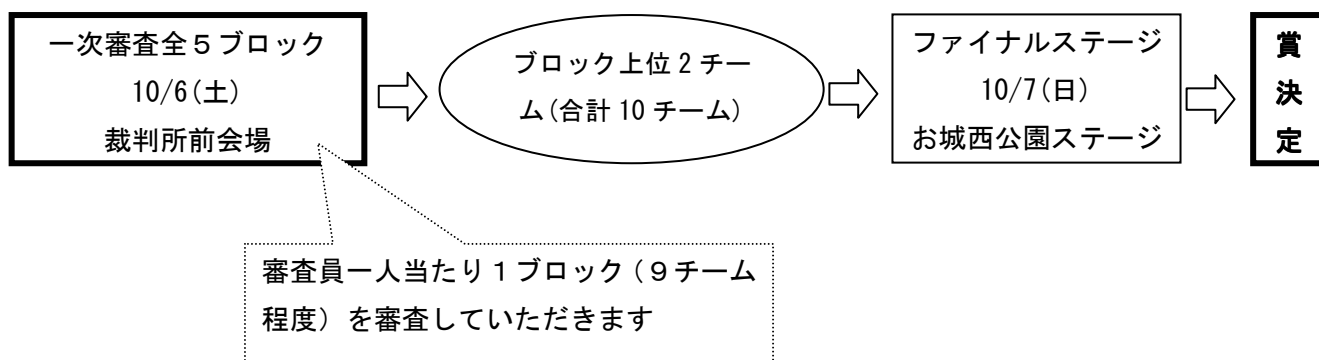 一次審査全５ブロック
10/6(土)
裁判所前会場
ブロック上位２チー
ム(合計10チーム)
ファイナルステージ
10/7(日)
お城西公園ステージ
賞
決
定
審査員一人当たり１ブロック（９チーム
程度）を審査していただきます